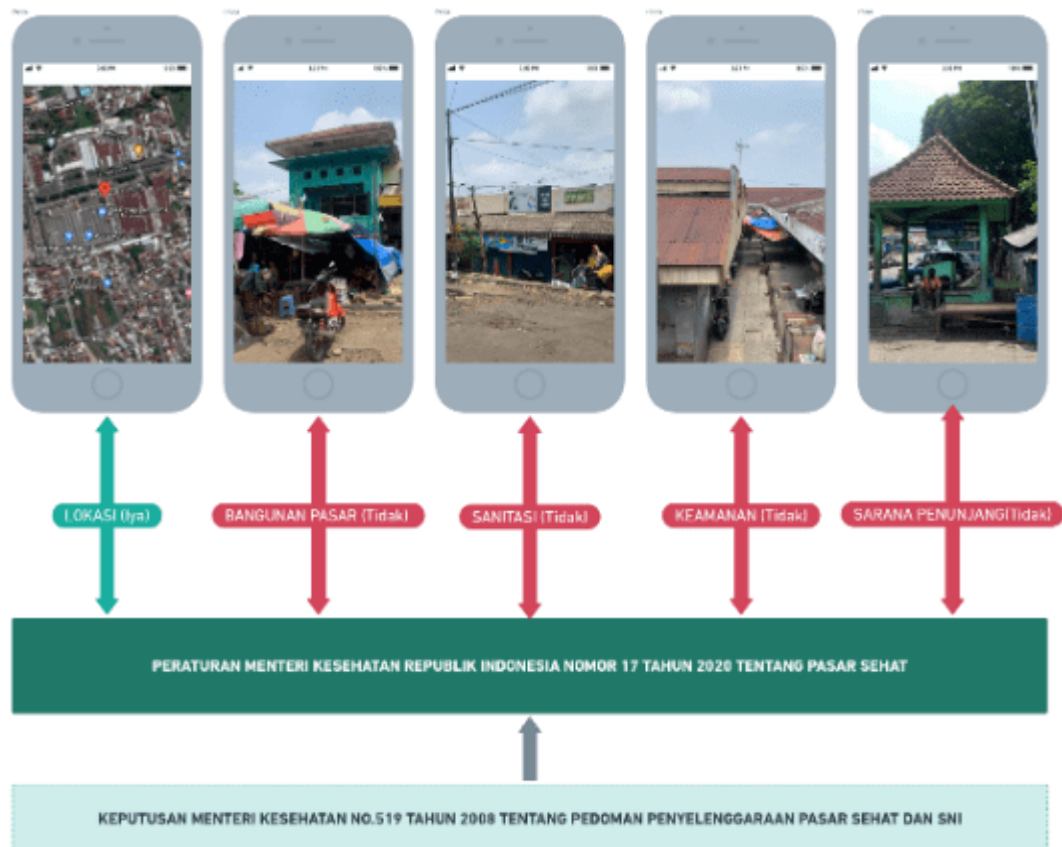 LOKASI (Iya)
BANGUNAN PASAR (Tidak)
SANITASI (Tidak)
KEAMANAN (Tidak)
SARANA PENUNJANG(Tidak)
PERATURAN MENTERI KESEHATAN REPUBLIK INDONESIA NOMOR 17 TAHUN 2020 TENTANG PASAR SEHAT
KEPUTUSAN MENTERI KESEHATAN NO.519 TAHUN 2008 TENTANG PEDOMAN PENYELENGGARAAN PASAR SEHAT DAN SNI